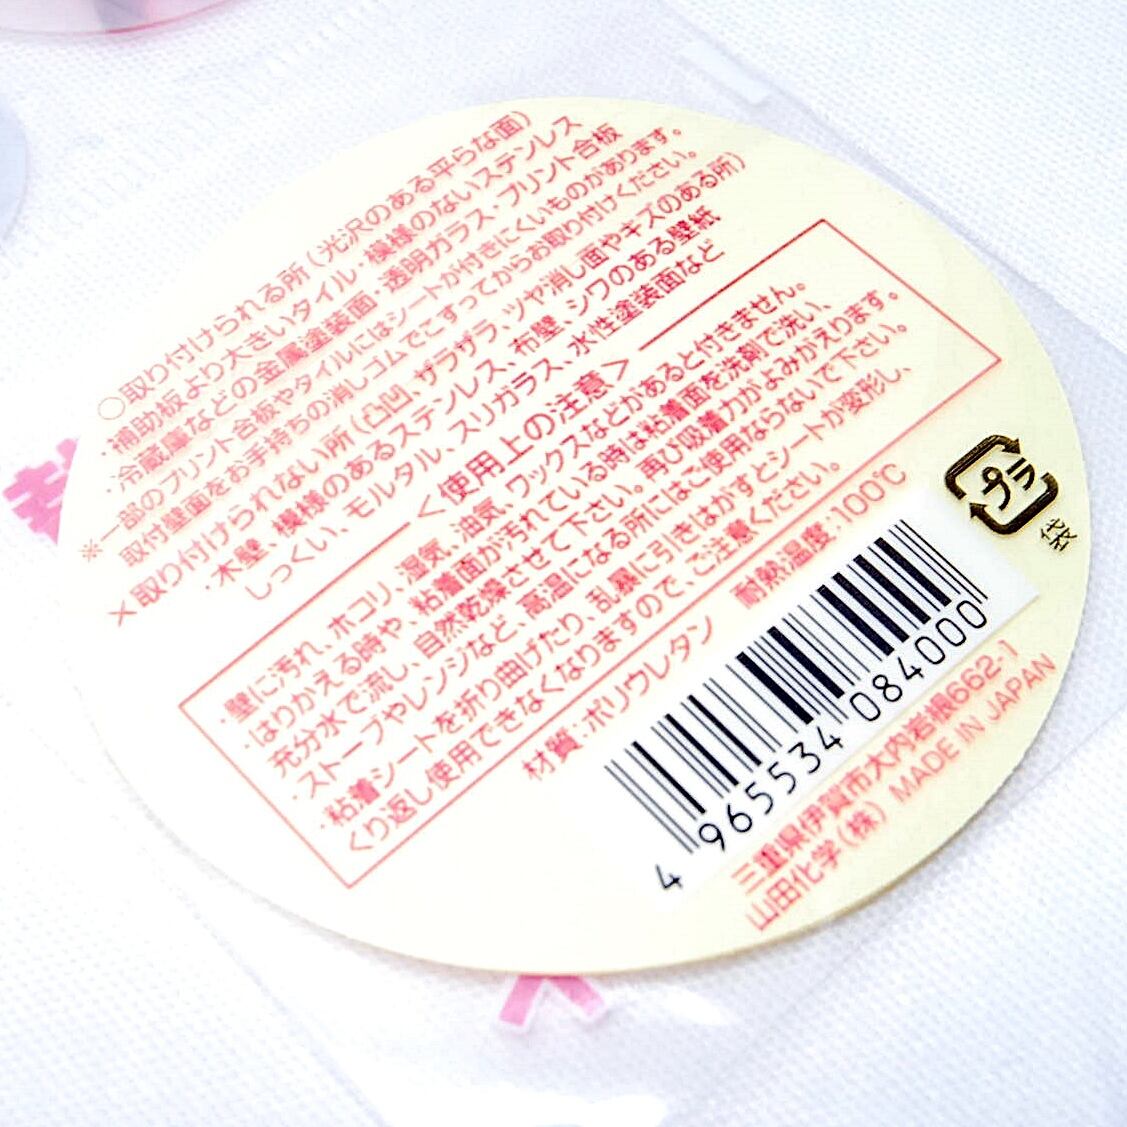 ○取り付けられる所(光沢のある平らな面)
・補助板より大きいタイル・模様のないステンレス
・冷蔵庫などの金属塗装面・透明ガラス・プリント合板
※一部のプリント合板やタイルにはシートが付きにくいものがあります。
取付壁面をお手持ちの消しゴムでこすってからお取り付けください。
×取り付けられない所(凸凹、ザラザラ、ツヤ消し面やキズのある所)
・木壁、模様のあるステンレス、布壁、シワのある壁紙
しっくい、モルタル、スリガラス、水性塗装面など
<使用上の注意>
・壁に汚れ、ホコリ、湿気、油気、ワックスなどがあると付きません。
・はりかえる時や、粘着面が汚れている時は粘着面を洗剤で洗い、
充分水で流し、自然乾燥させて下さい。再び吸着力がよみがえります。
・ストーブやレンジなど、高温になる所にはご使用ならないで下さい。
・粘着シートを折り曲げたり、乱暴に引きはがすとシートが変形し、
くり返し使用できなくなりますので、ご注意ください。
材質:ポリウレタン 耐熱温度:100℃
プラ
袋
4 965534 084000
三重県伊賀市大内岩根662-1
山田化学(株) MADE IN JAPAN